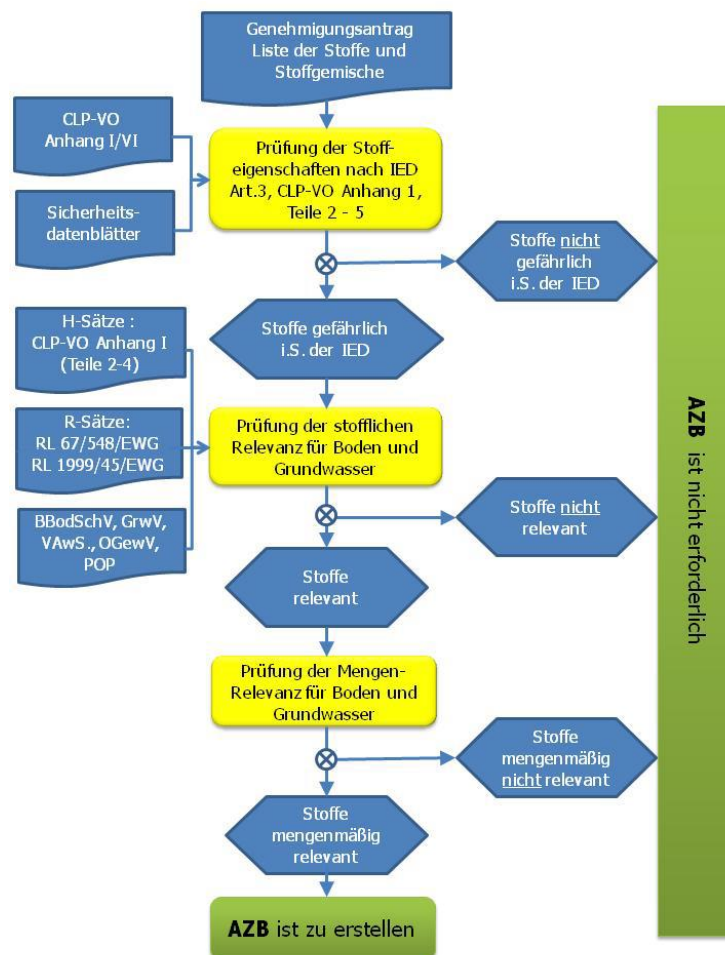 Genehmigungsantrag
Liste der Stoffe und
Stoffgemische
CLP-VO
Anhang I/VI
Sicherheits-
datenblätter
Prüfung der Stoff-
eigenschaften nach IED
Art.3, CLP-VO Anhang 1,
Teile 2 - 5
Stoffe nicht
gefährlich
i.S. der IED
Stoffe gefährlich
i.S. der IED
H-Sätze :
CLP-VO Anhang I
(Teile 2-4)
R-Sätze:
RL 67/548/EWG
RL 1999/45/EWG
BBodSchV, GrwV,
VAwS., OGewV,
POP
Prüfung der stofflichen
Relevanz für Boden und
Grundwasser
Stoffe nicht
relevant
Stoffe
relevant
Prüfung der Mengen-
Relevanz für Boden und
Grundwasser
Stoffe
mengenmäßig
nicht relevant
Stoffe
mengenmäßig
relevant
AZB ist zu erstellen
AZB ist nicht erforderlich